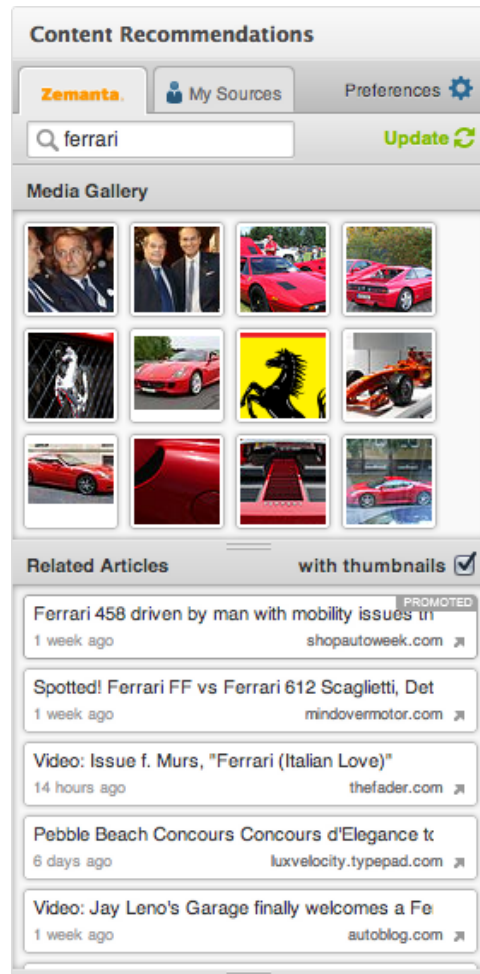 Content Recommendations
Zemanta.
My Sources
Preferences
ferrari
Update
Media Gallery
Related Articles
with thumbnails
PROMOTED
Ferrari 458 driven by man with mobility issues th
1 week ago
shopautoweek.com
Spotted! Ferrari FF vs Ferrari 612 Scaglietti, Det
1 week ago
mindovermotor.com
Video: Issue f. Murs, "Ferrari (Italian Love)"
14 hours ago
thefader.com
Pebble Beach Concours Concours d'Elegance to
6 days ago
luxvelocity.typepad.com
Video: Jay Leno's Garage finally welcomes a Fe
1 week ago
autoblog.com